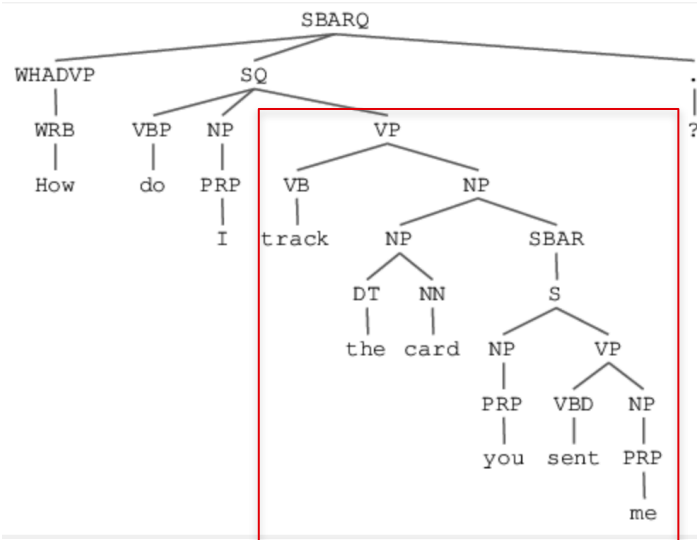 SBARQ
WHADVP SQ .
WRB VBP NP VP ?
How do PRP VB NP
I track NP SBAR
DT NN S
the card NP VP
PRP VBD NP
you sent PRP
me